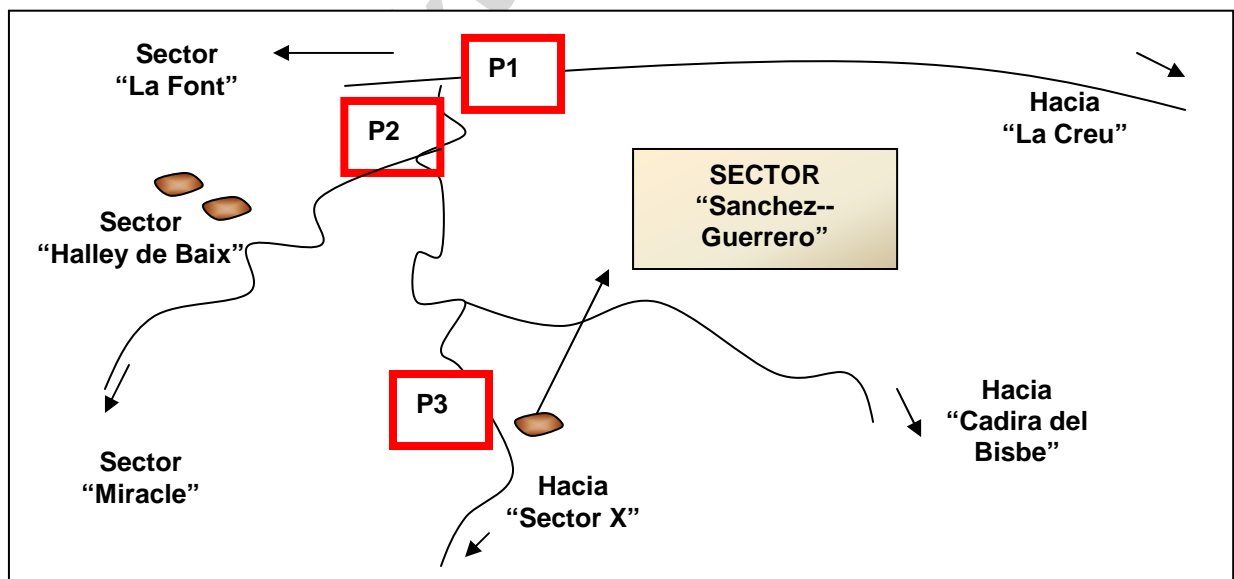 Sector
“La Font”
P1
Hacia
“La Creu”
P2
SECTOR
“Sanchez--
Guerrero”
Sector
“Halley de Baix”
P3
Hacia
“Cadira del
Bisbe”
Sector
“Miracle”
Hacia
“Sector X”